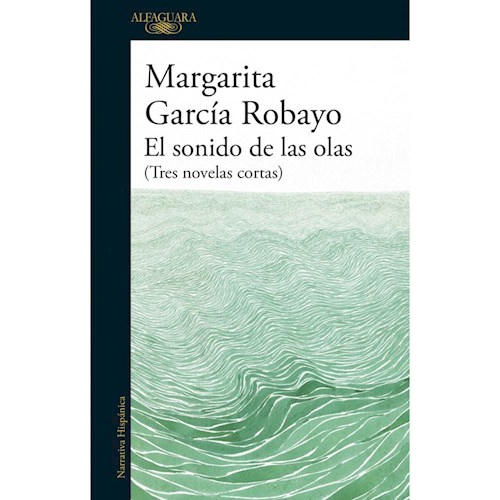 ALFAGUARA
Margarita
García Robayo
El sonido de las olas
(Tres novelas cortas)
Narrativa Hispánica